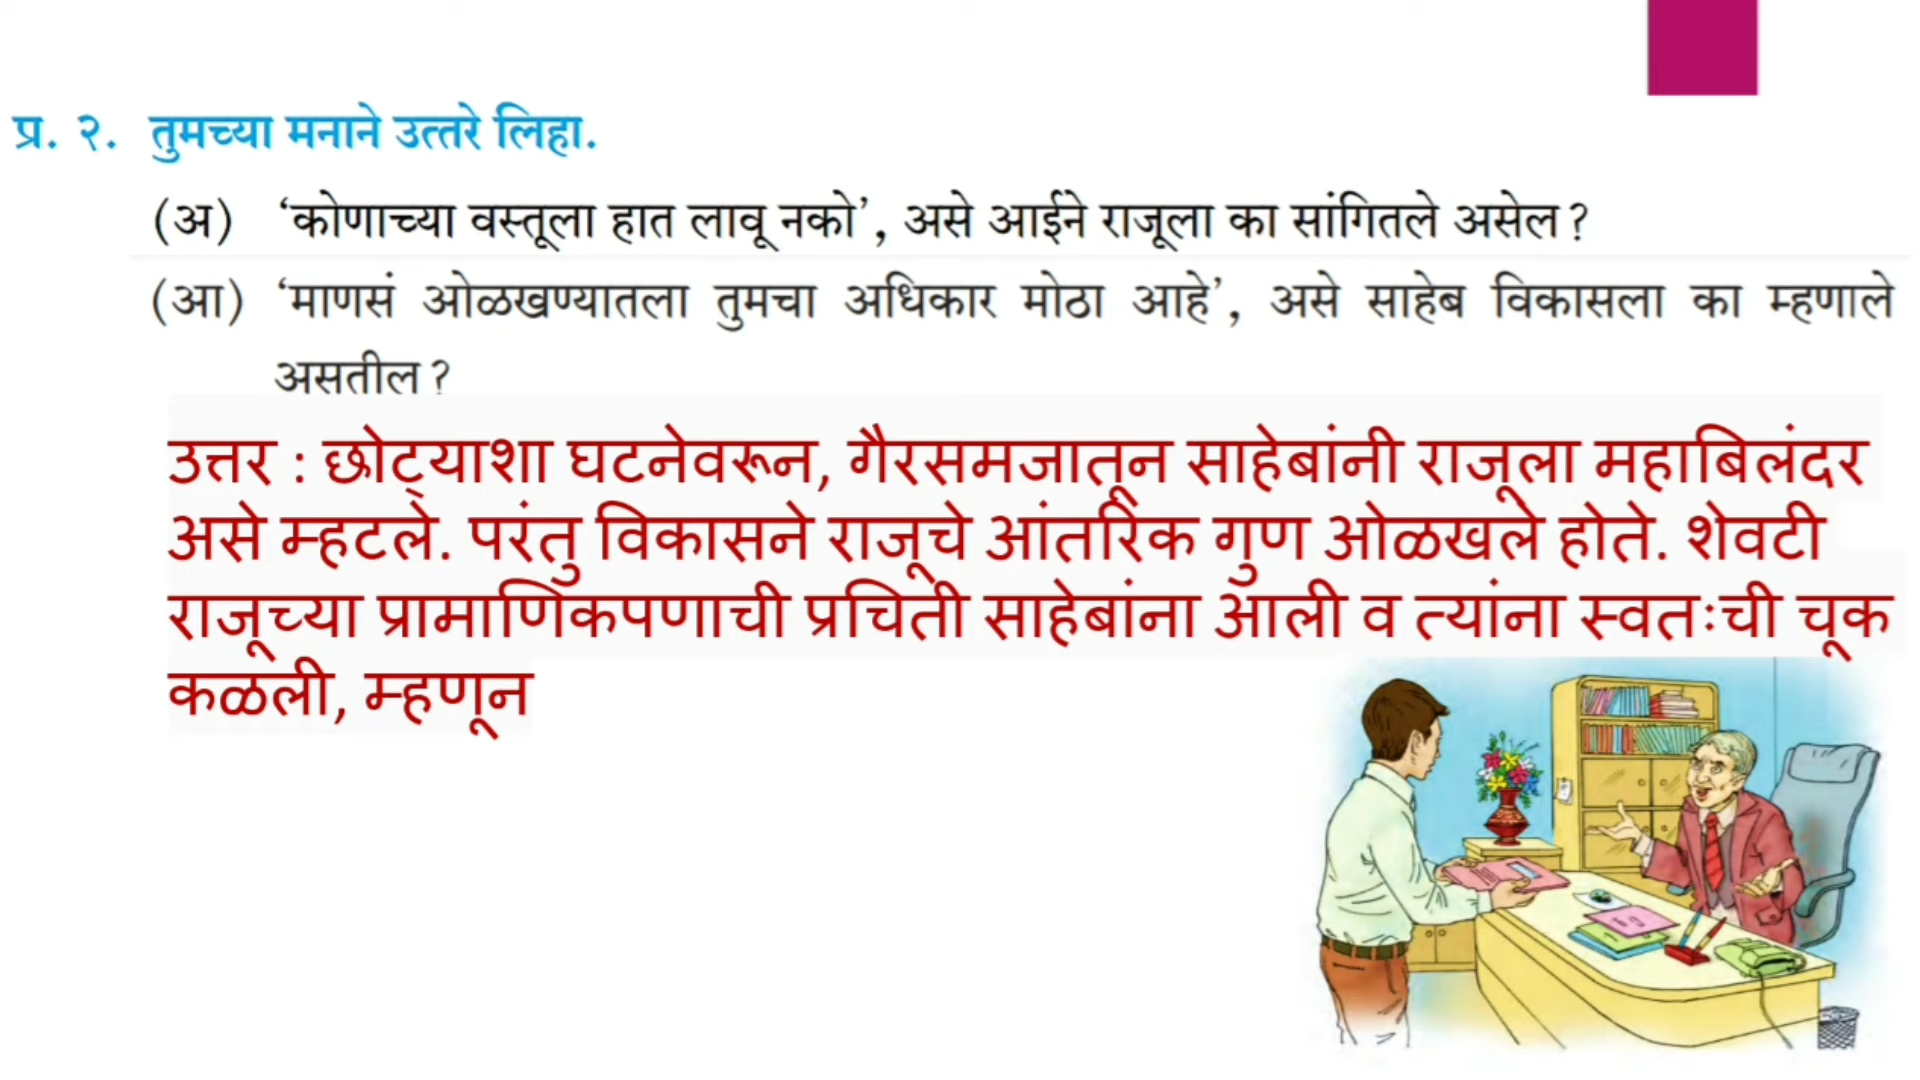 प्र. २. तुमच्या मनाने उत्तरे लिहा.
(अ) ‘कोणाच्या वस्तूला हात लावू नको’, असे आईने राजूला का सांगितले असेल?
(आ) ‘माणसं ओळखण्यातला तुमचा अधिकार मोठा आहे’, असे साहेब विकासला का म्हणाले
असतील?
उत्तर : छोट्याशा घटनेवरून, गैरसमजातून साहेबांनी राजूला महाबिलंदर
असे म्हटले. परंतु विकासने राजूचे आंतरिक गुण ओळखले होते. शेवटी
राजूच्या प्रामाणिकपणाची प्रचिती साहेबांना आली व त्यांना स्वतःची चूक
कळली, म्हणून